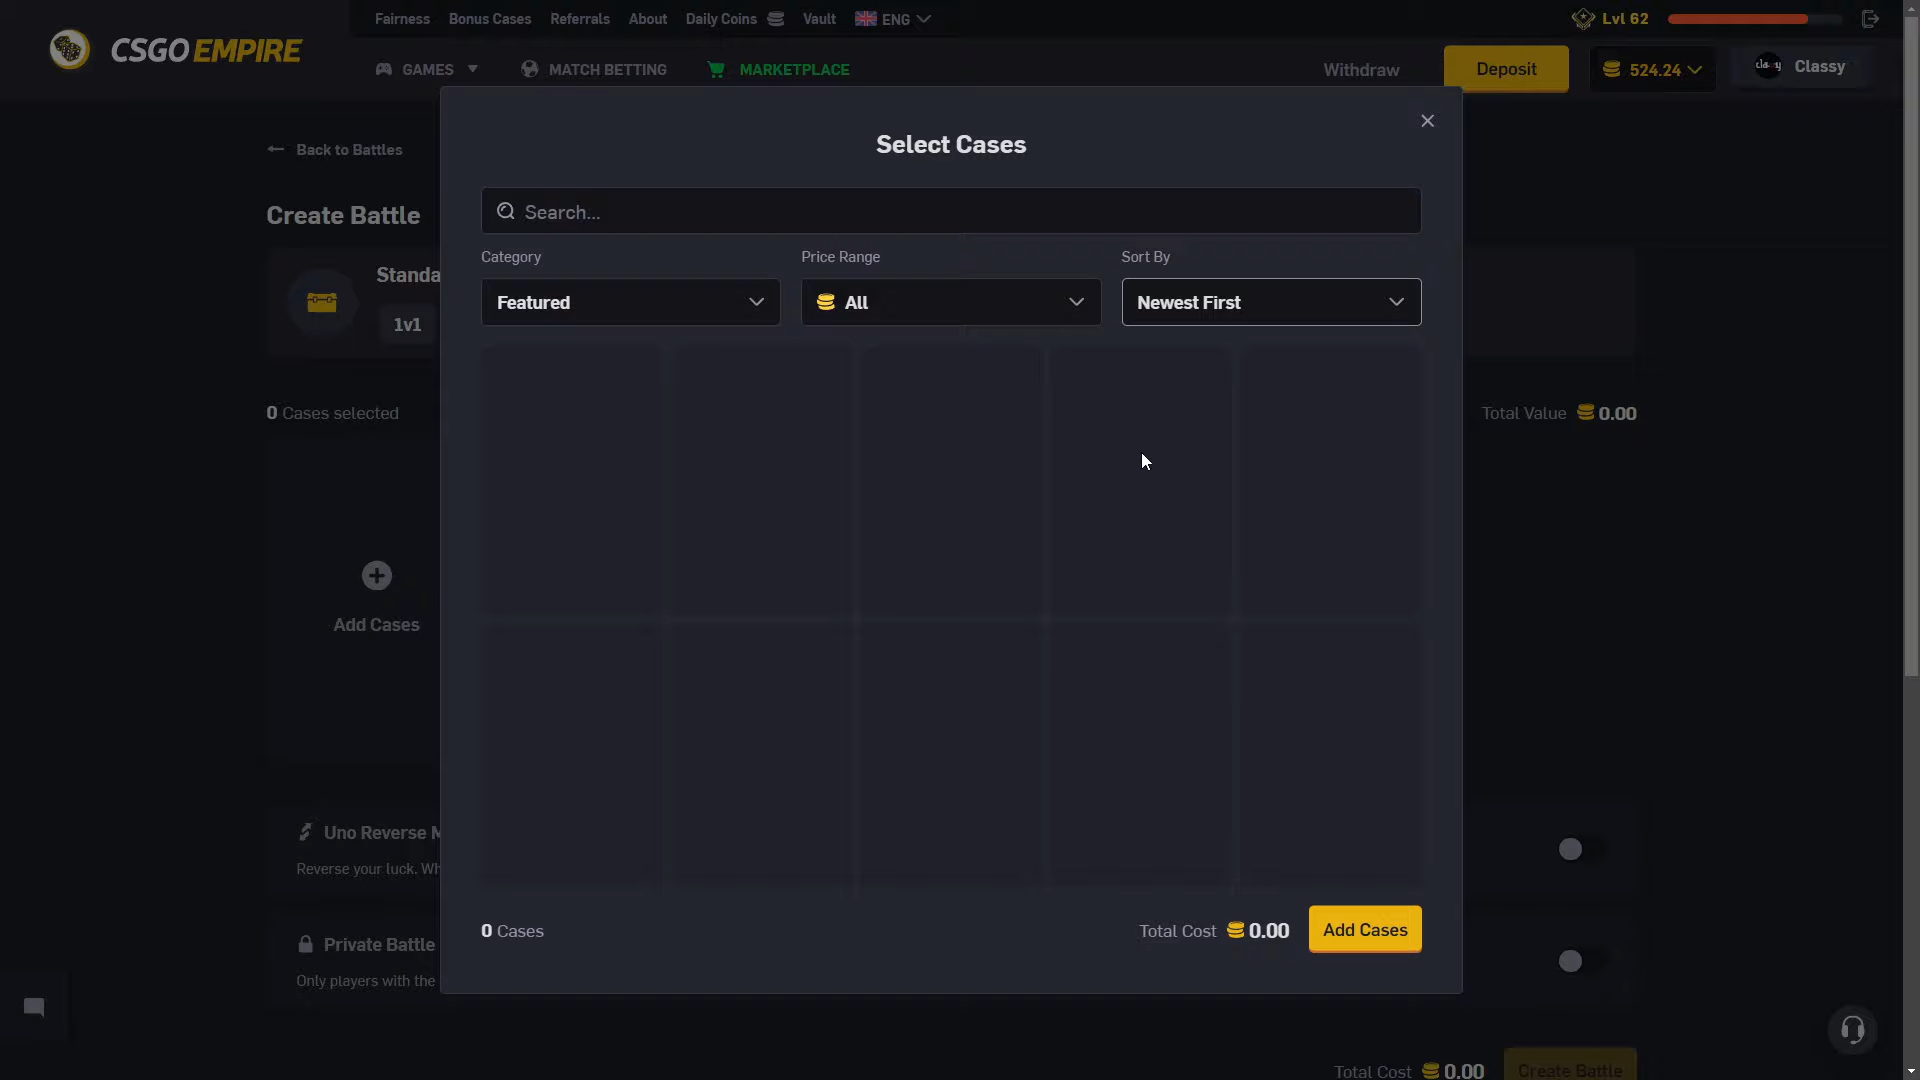 Fairness Bonus Cases Referrals About Daily Coins Vault ENG Lvl 62
CSGOEMPIRE GAMES MATCH BETTING MARKETPLACE Withdraw Deposit 524.24 Classy
Back to Battles
Select Cases
Search...
Create Battle
Category Price Range Sort By
Featured All Newest First
Standa
1v1
0 Cases selected
Total Value 0.00
Add Cases
Uno Reverse M
Reverse your luck. Wh
Private Battle
Only players with the
0 Cases
Total Cost 0.00 Add Cases
Total Cost 0.00 Create Battle